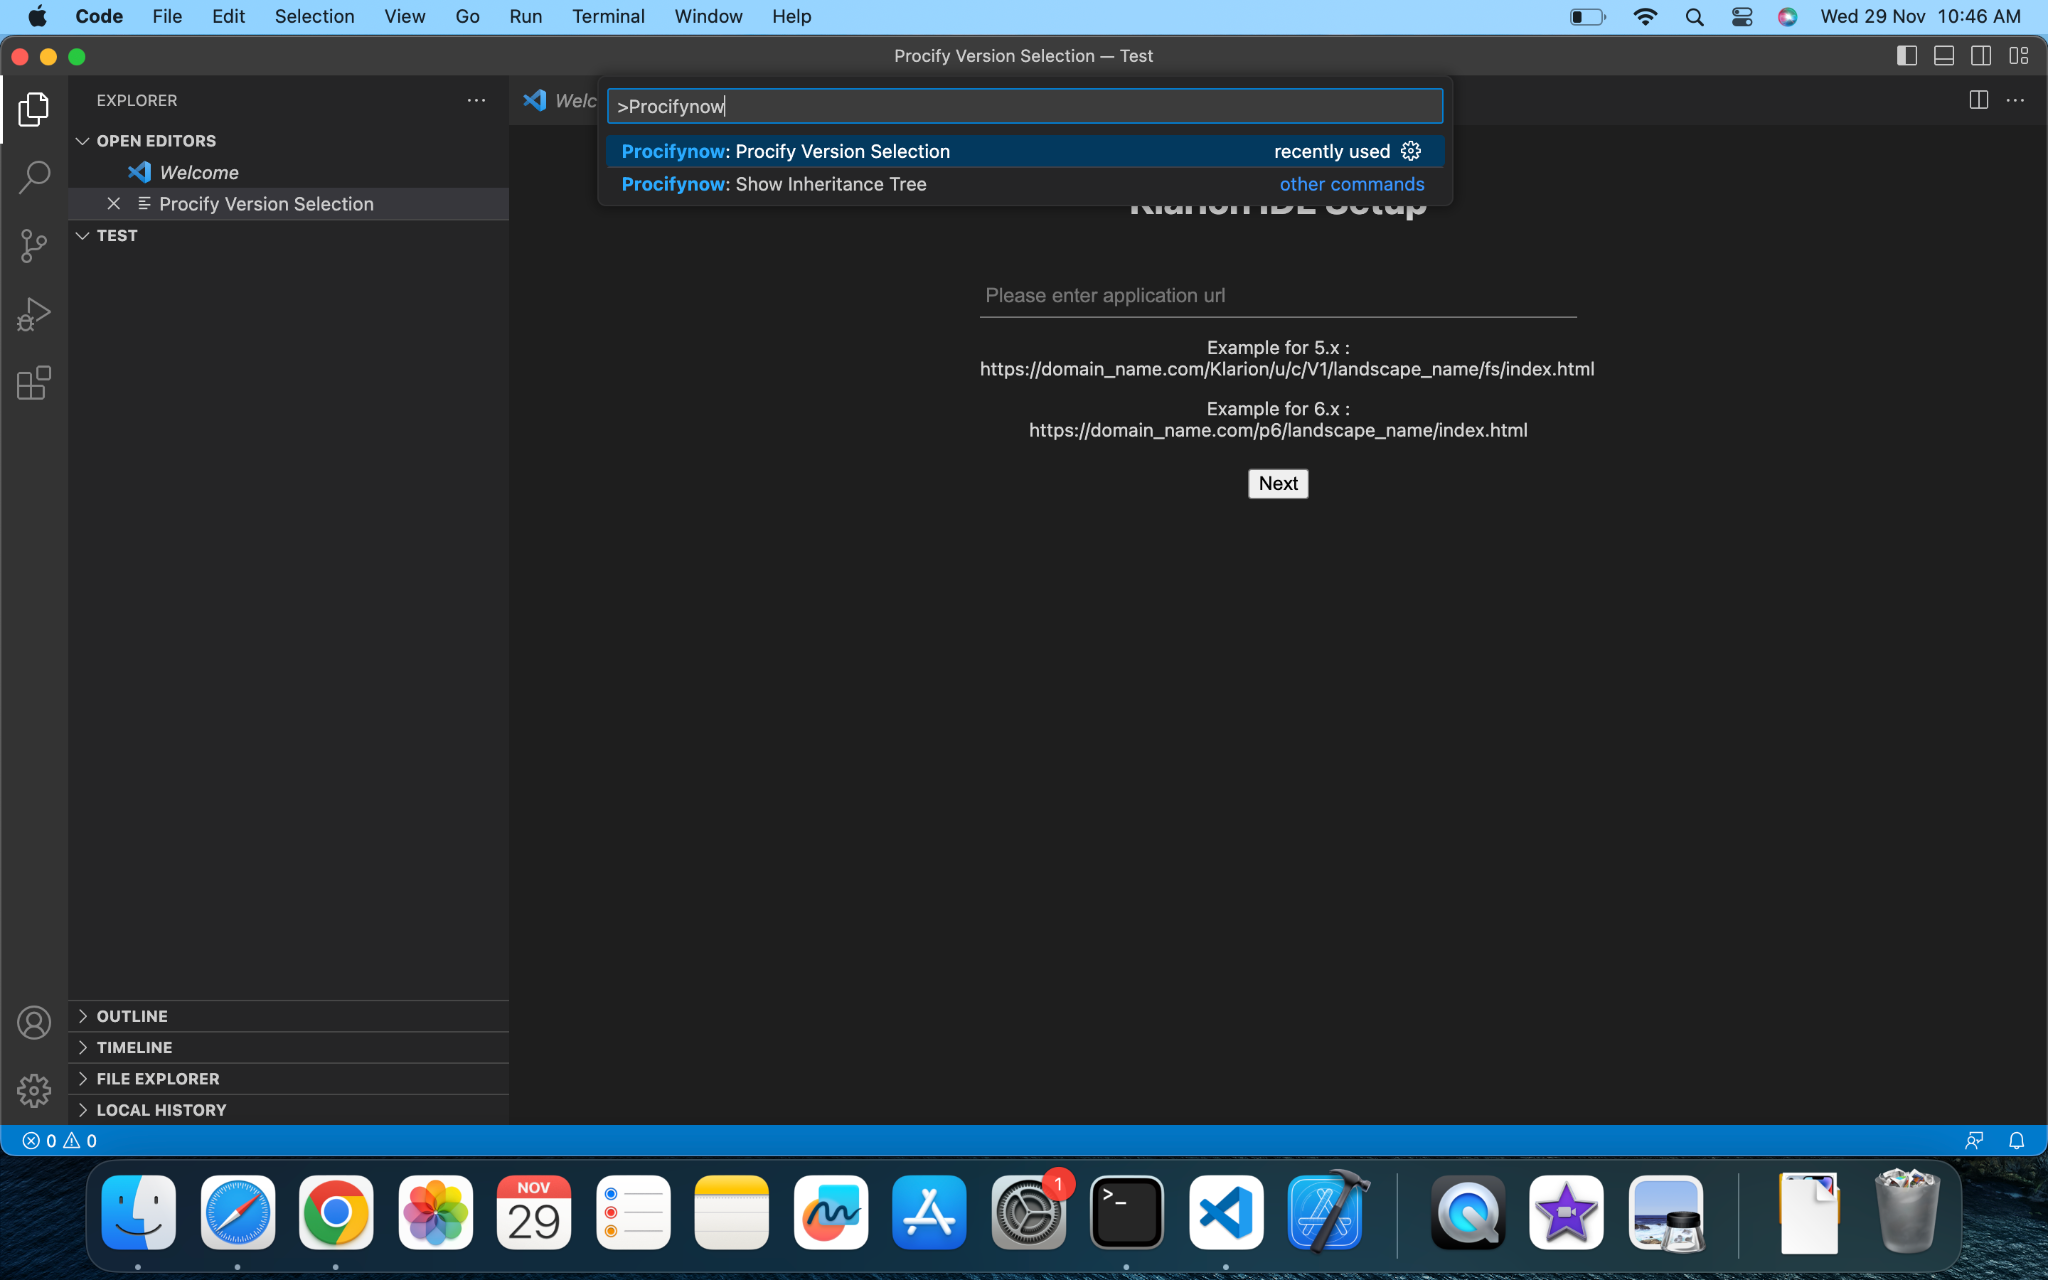 Code File Edit Selection View Go Run Terminal Window Help Wed 29 Nov 10:46 AM
Procify Version Selection — Test
EXPLORER
Welc
>Procifynow
OPEN EDITORS
Welcome
Procify Version Selection
TEST
Procifynow: Procify Version Selection recently used
Procifynow: Show Inheritance Tree other commands
Klarion IDE Setup
Please enter application url
Example for 5.x :
https://domain_name.com/Klarion/u/c/V1/landscape_name/fs/index.html
Example for 6.x :
https://domain_name.com/p6/landscape_name/index.html
Next
OUTLINE
TIMELINE
FILE EXPLORER
LOCAL HISTORY
0 0
NOV
29
1
>_